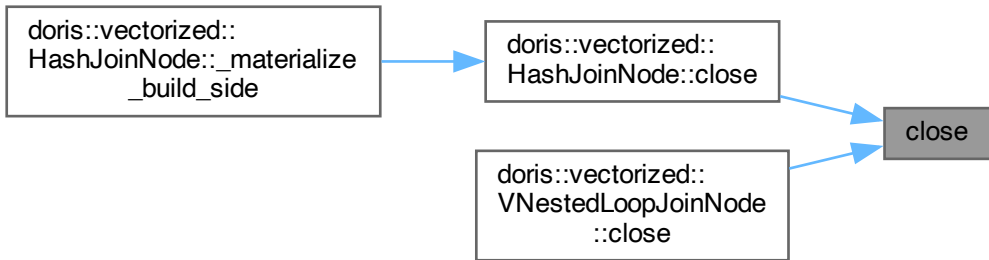 doris::vectorized::
HashJoinNode::_materialize
_build_side
doris::vectorized::
HashJoinNode::close
close
doris::vectorized::
VNestedLoopJoinNode
::close